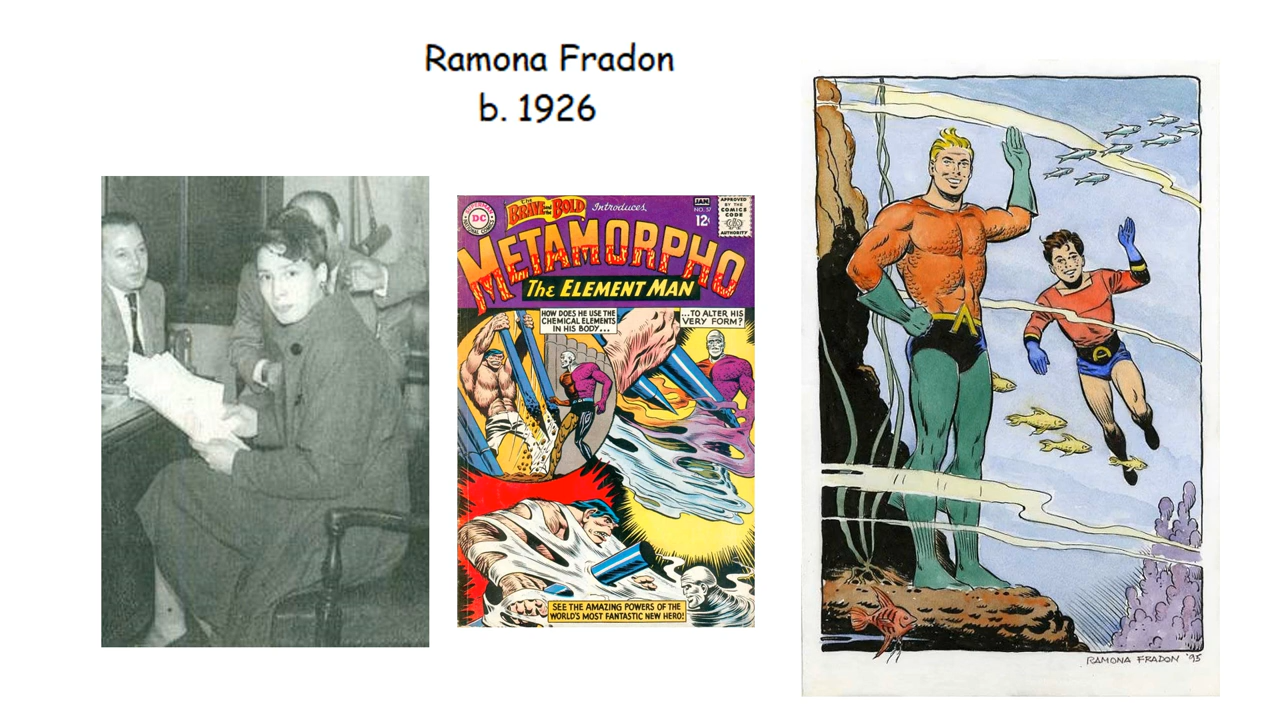 Ramona Fradon
b. 1926
DC
The BRAVE and the BOLD Introduces,
JAN.
NO. 57
12¢
APPROVED
BY THE
COMICS
CODE
AUTHORITY
METAMORPHO
The ELEMENT MAN
HOW DOES HE USE THE
CHEMICAL ELEMENTS
IN HIS BODY...
...TO ALTER HIS
VERY FORM?
SEE THE AMAZING POWERS OF THE
WORLD'S MOST FANTASTIC NEW HERO!
RAMONA FRADON '95